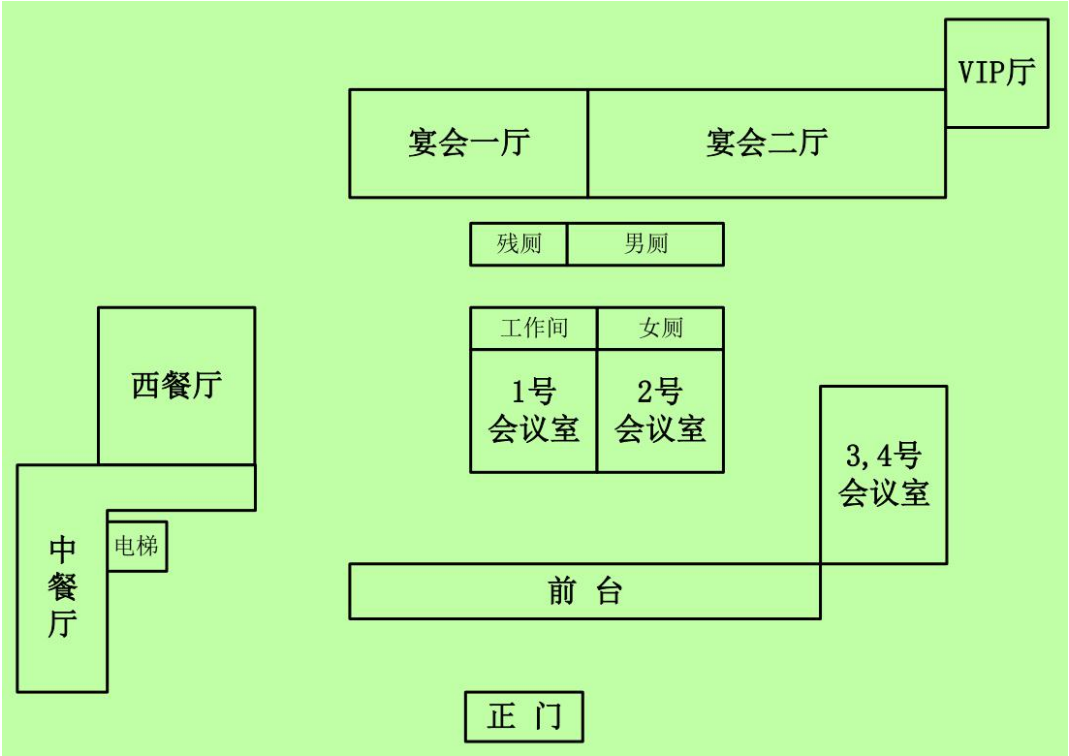 VIP厅
宴会一厅
宴会二厅
残厕
男厕
工作间
女厕
西餐厅
1号
会议室
2号
会议室
3,4号
会议室
中
餐
厅
电梯
前 台
正 门